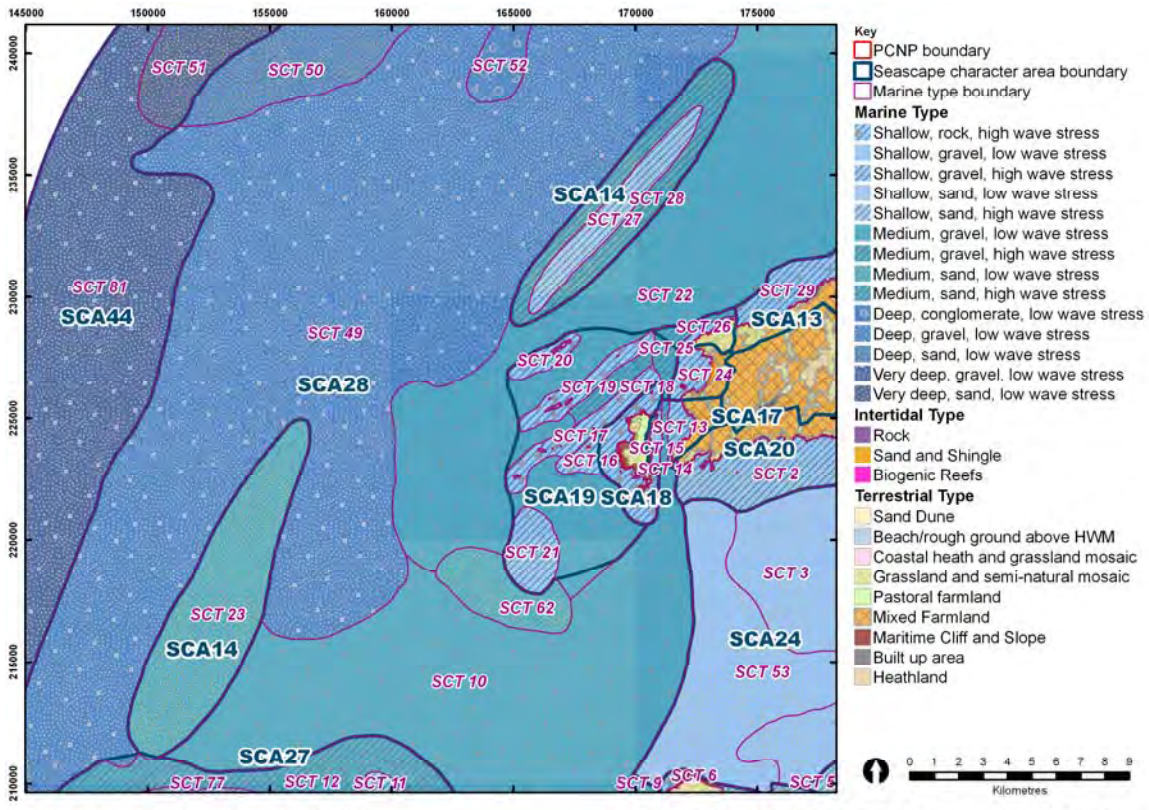 145000 150000 155000 160000 165000 170000 175000
240000
235000
230000
225000
220000
215000
210000
SCT 51
SCT 50
SCT 52
SCA14
SCT 28
SCT 27
SCT 81
SCA44
SCT 49
SCT 22
SCT 29
SCT 26
SCA13
SCT 25
SCT 20
SCT 24
SCT 19
SCT 18
SCA28
SCA17
SCT 13
SCT 17
SCT 15
SCA20
SCT 16
SCT 14
SCT 2
SCA19
SCA18
SCT 21
SCT 3
SCT 62
SCT 23
SCA14
SCA24
SCT 53
SCT 10
SCA27
SCT 77
SCT 12
SCT 11
SCT 9
SCT 6
SCT 5
Key
PCNP boundary
Seascape character area boundary
Marine type boundary
Marine Type
Shallow, rock, high wave stress
Shallow, gravel, low wave stress
Shallow, gravel, high wave stress
Shallow, sand, low wave stress
Shallow, sand, high wave stress
Medium, gravel, low wave stress
Medium, gravel, high wave stress
Medium, sand, low wave stress
Medium, sand, high wave stress
Deep, conglomerate, low wave stress
Deep, gravel, low wave stress
Deep, sand, low wave stress
Very deep, gravel, low wave stress
Very deep, sand, low wave stress
Intertidal Type
Rock
Sand and Shingle
Biogenic Reefs
Terrestrial Type
Sand Dune
Beach/rough ground above HWM
Coastal heath and grassland mosaic
Grassland and semi-natural mosaic
Pastoral farmland
Mixed Farmland
Maritime Cliff and Slope
Built up area
Heathland
0 1 2 3 4 5 6 7 8 9
Kilometres